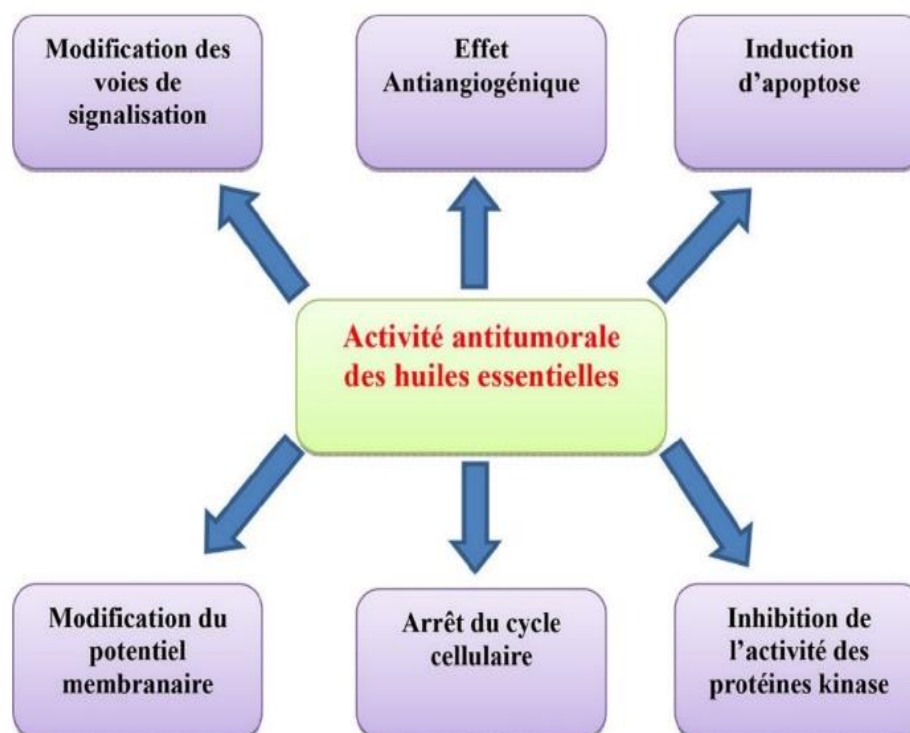 Modification des
voies de
signalisation
Effet
Antiangiogénique
Induction
d’apoptose
Activité antitumorale
des huiles essentielles
Modification du
potentiel
membranaire
Arrêt du cycle
cellulaire
Inhibition de
l’activité des
protéines kinase